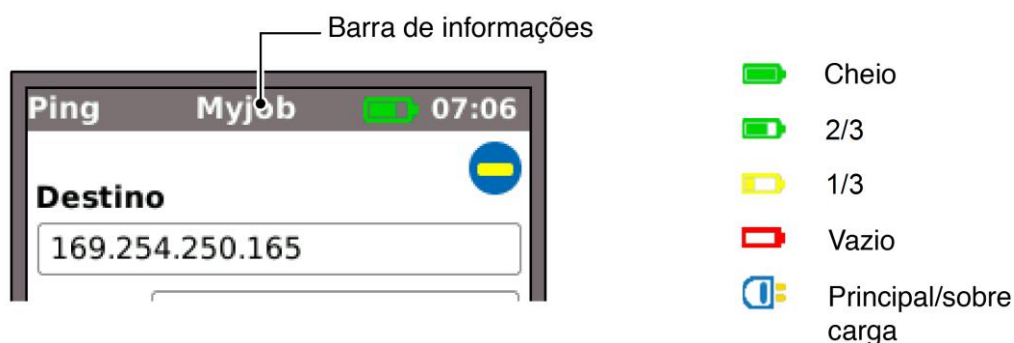 Barra de informações
Ping Myjob 07:06
Destino
169.254.250.165
Cheio
2/3
1/3
Vazio
Principal/sobre
carga